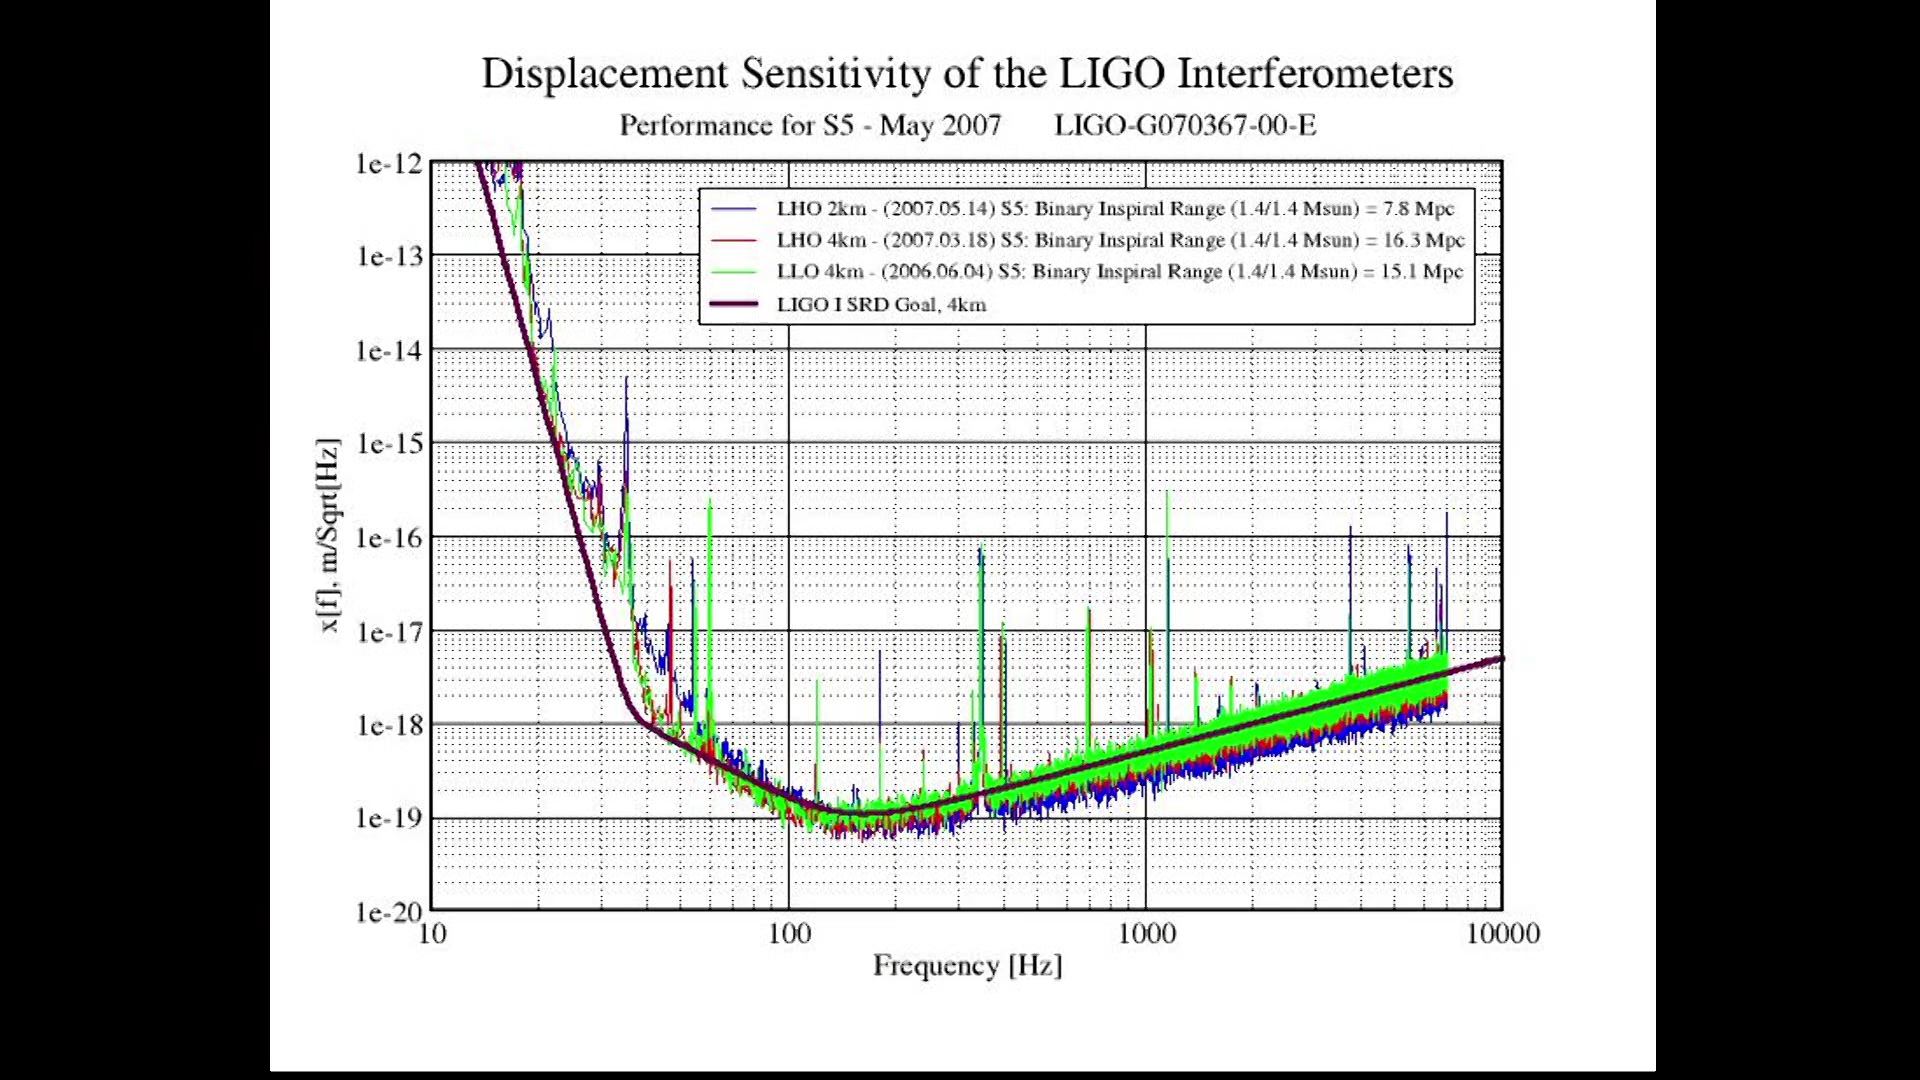 Displacement Sensitivity of the LIGO Interferometers
Performance for S5 - May 2007 LIGO-G070367-00-E
1e-12
1e-13
1e-14
1e-15
1e-16
1e-17
1e-18
1e-19
1e-20
x[f], m/Sqrt[Hz]
LHO 2km - (2007.05.14) S5: Binary Inspiral Range (1.4/1.4 Msun) = 7.8 Mpc
LHO 4km - (2007.03.18) S5: Binary Inspiral Range (1.4/1.4 Msun) = 16.3 Mpc
LLO 4km - (2006.06.04) S5: Binary Inspiral Range (1.4/1.4 Msun) = 15.1 Mpc
LIGO I SRD Goal, 4km
10 100 1000 10000
Frequency [Hz]